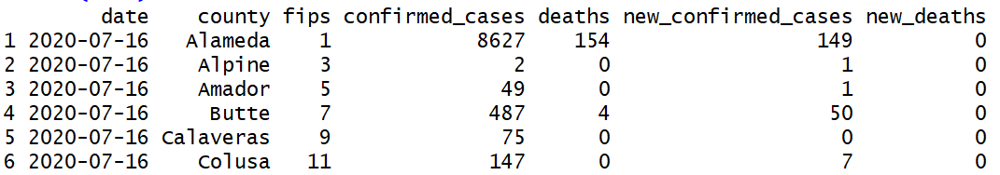 date county fips confirmed_cases deaths new_confirmed_cases new_deaths
1 2020-07-16 Alameda 1 8627 154 149 0
2 2020-07-16 Alpine 3 2 0 1 0
3 2020-07-16 Amador 5 49 0 1 0
4 2020-07-16 Butte 7 487 4 50 0
5 2020-07-16 Calaveras 9 75 0 0 0
6 2020-07-16 Colusa 11 147 0 7 0